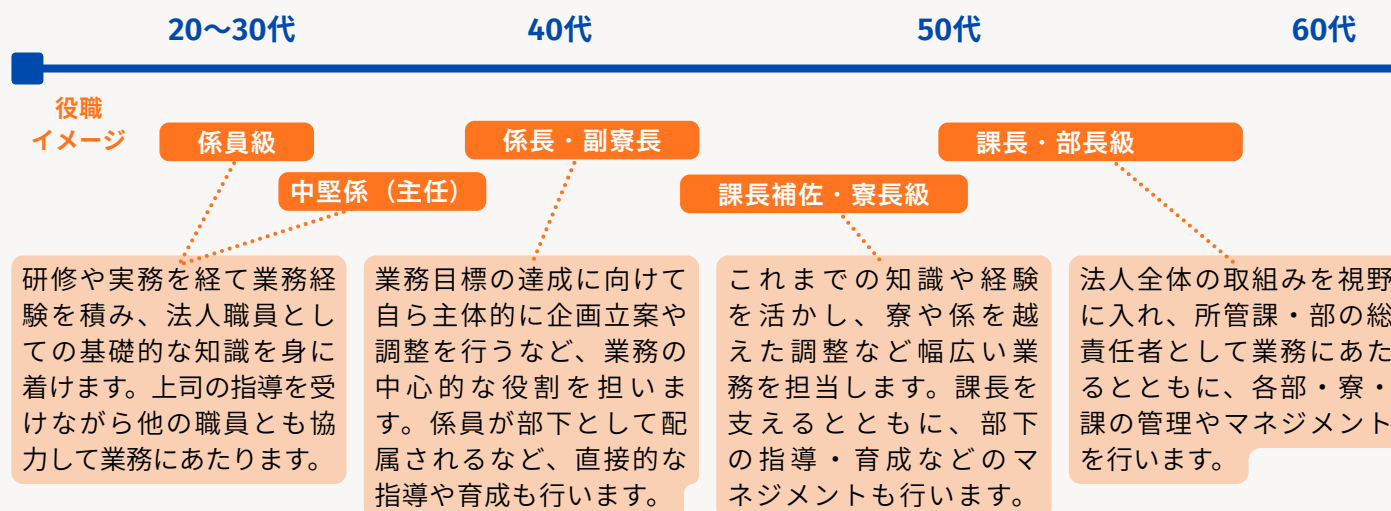 20〜30代
40代
50代
60代
役職
イメージ
係員級
係長・副寮長
課長・部長級
中堅係（主任）
課長補佐・寮長級
研修や実務を経て業務経
験を積み、法人職員とし
ての基礎的な知識を身に
着けます。上司の指導を受
けながら他の職員とも協
力して業務にあたります。
業務目標の達成に向けて
自ら主体的に企画立案や
調整を行うなど、業務の
中心的な役割を担いま
す。係員が部下として配
属されるなど、直接的な
指導や育成も行います。
これまでの知識や経験
を活かし、寮や係を越
えた調整など幅広い業
務を担当します。課長を
支えるとともに、部下
の指導・育成などのマ
ネジメントも行います。
法人全体の取組みを視野
に入れ、所管課・部の総
責任者として業務にあた
るとともに、各部・寮・
課の管理やマネジメント
を行います。